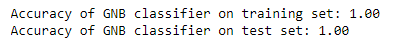 Accuracy of GNB classifier on training set: 1.00
Accuracy of GNB classifier on test set: 1.00